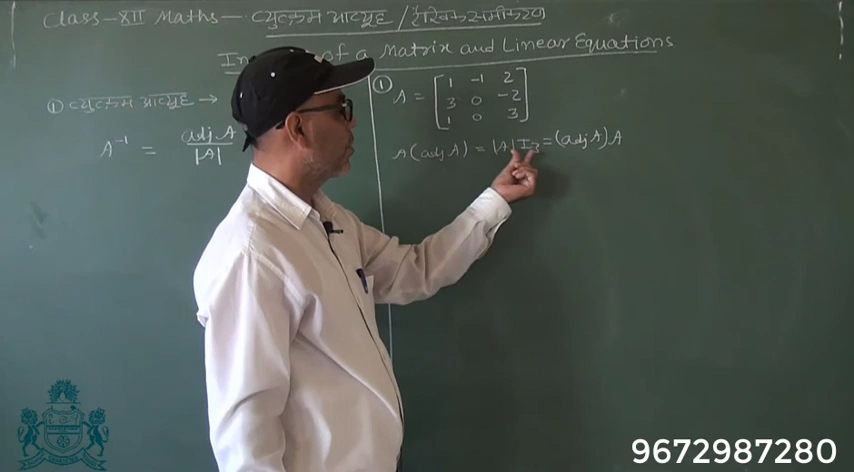 Class-XII Maths - व्युत्क्रम आव्यूह / रैखिक समीकरण
In of a Matrix and Linear Equations
① व्युत्क्रम आव्यूह →
A⁻¹ = adj A / |A|
① A = [ 1 -1 2
3 0 -2
1 0 3 ]
A (adj A) = |A| I₃ = (adj A) A
9672987280